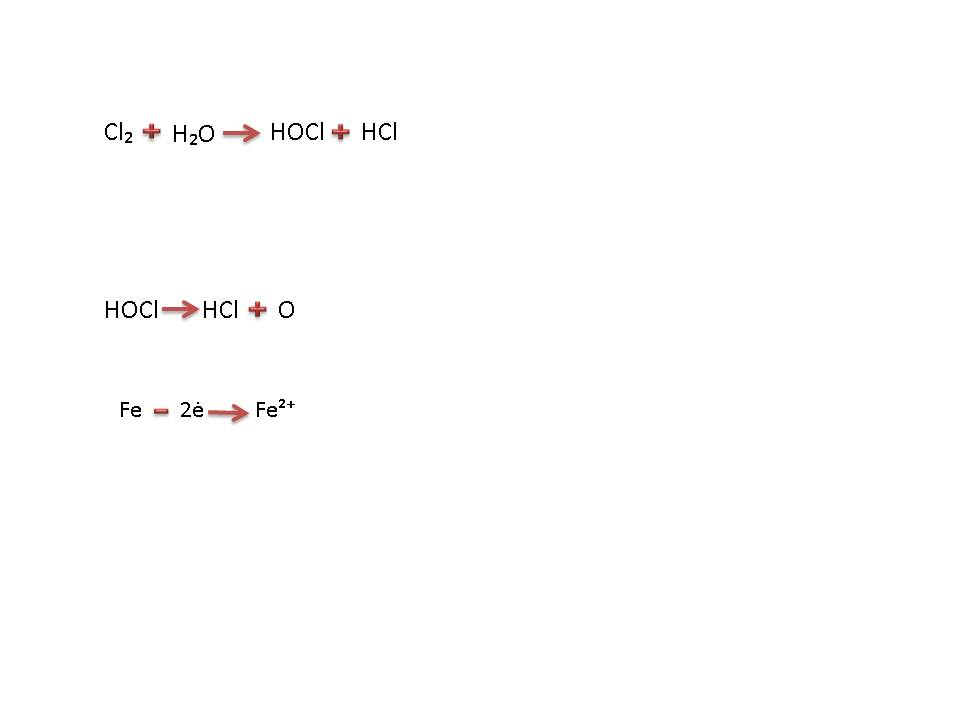 Cl₂ + H₂O → HOCl + HCl
HOCl → HCl + O
Fe − 2ė → Fe²⁺